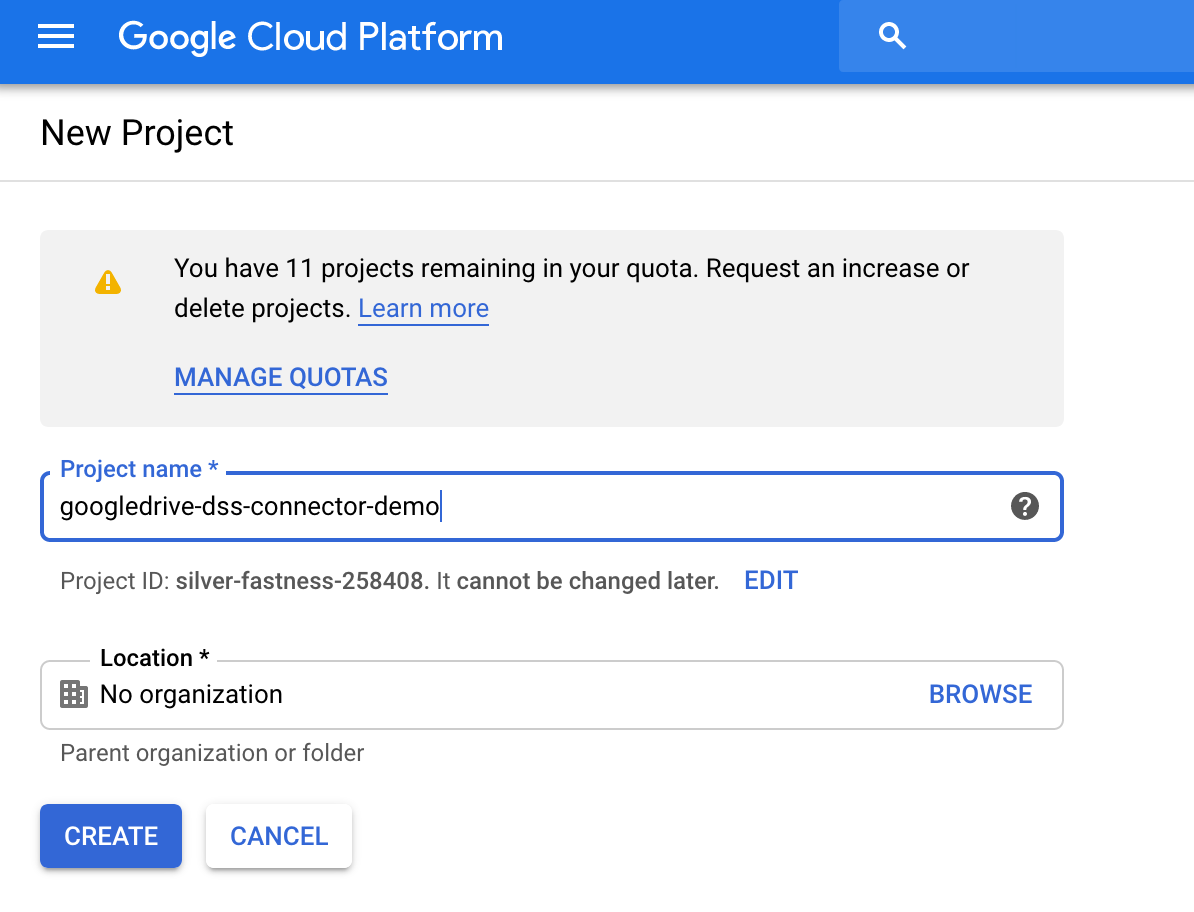 Google Cloud Platform
New Project
You have 11 projects remaining in your quota. Request an increase or
delete projects. Learn more
MANAGE QUOTAS
Project name *
googledrive-dss-connector-demo
Project ID: silver-fastness-258408. It cannot be changed later. EDIT
Location *
No organization BROWSE
Parent organization or folder
CREATE CANCEL